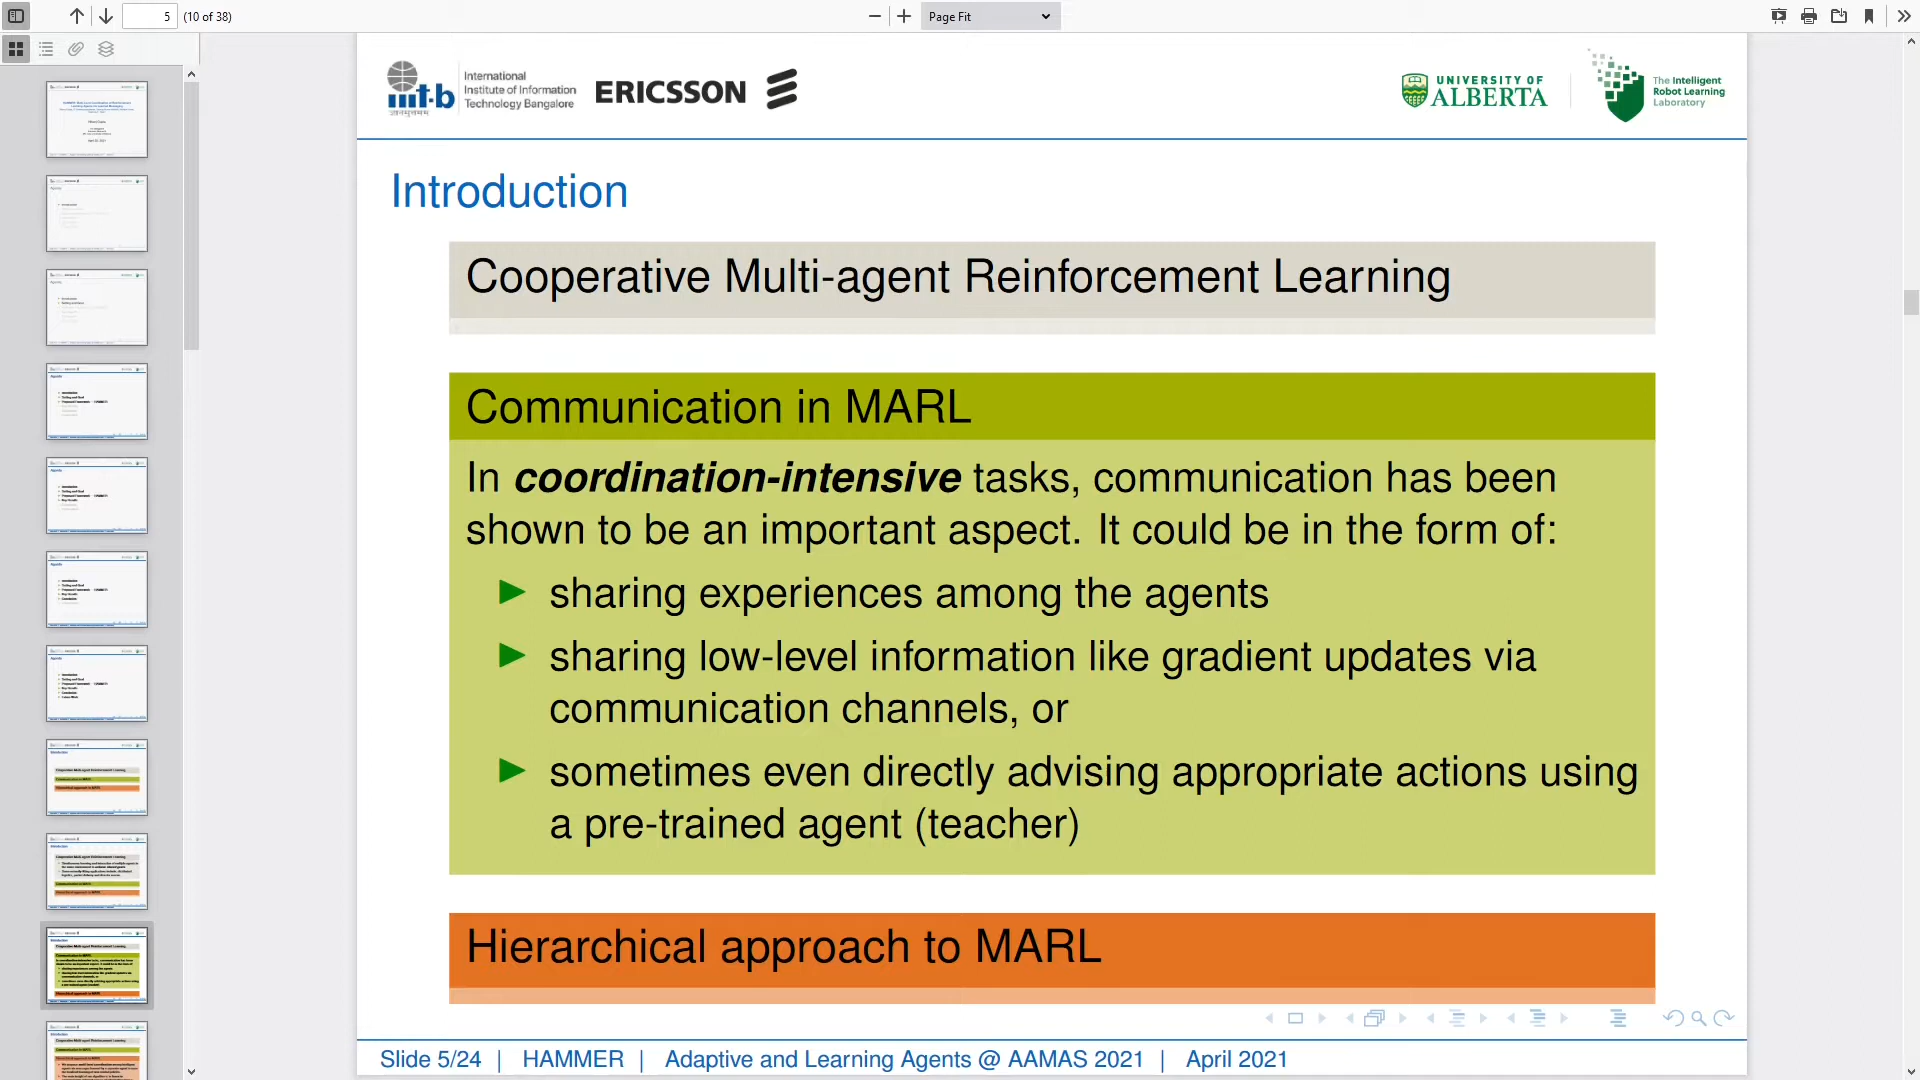 5
(10 of 38)
Page Fit
International
Institute of Information
Technology Bangalore
ERICSSON
UNIVERSITY OF
ALBERTA
The Intelligent
Robot Learning
Laboratory
Introduction
Cooperative Multi-agent Reinforcement Learning
Communication in MARL
In coordination-intensive tasks, communication has been
shown to be an important aspect. It could be in the form of:
sharing experiences among the agents
sharing low-level information like gradient updates via
communication channels, or
sometimes even directly advising appropriate actions using
a pre-trained agent (teacher)
Hierarchical approach to MARL
Slide 5/24 | HAMMER | Adaptive and Learning Agents @ AAMAS 2021 | April 2021